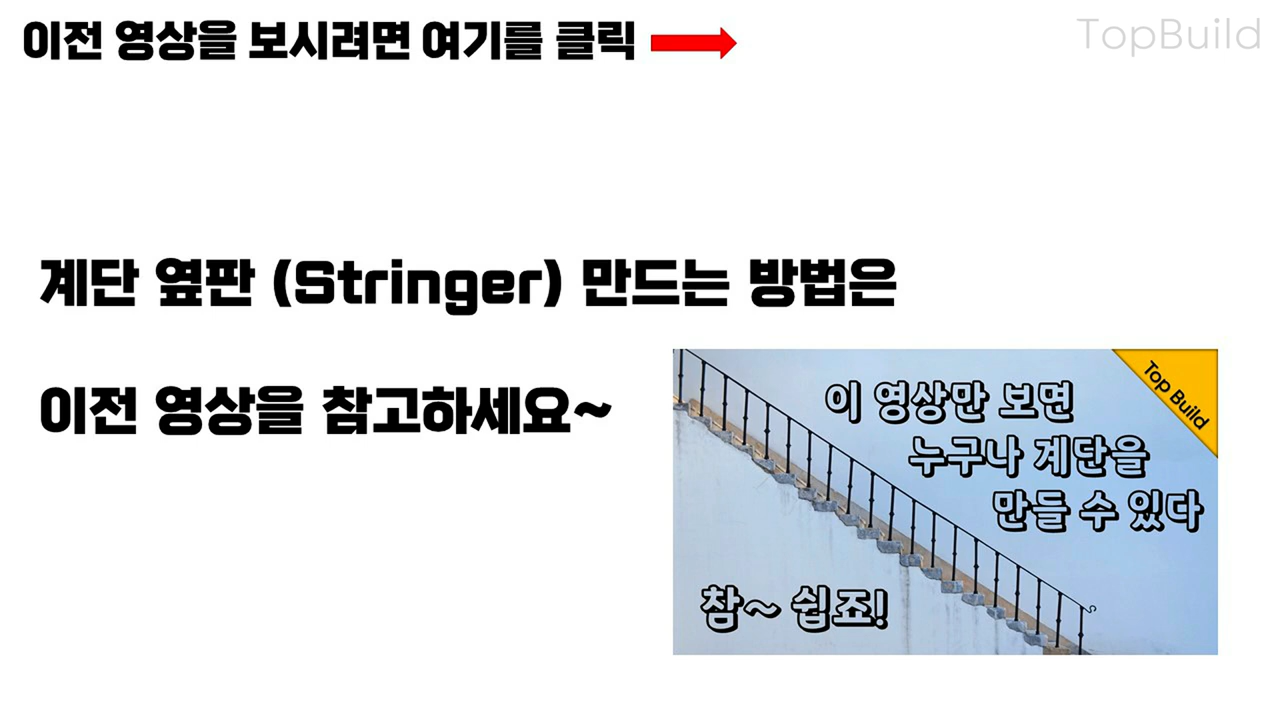 이전 영상을 보시려면 여기를 클릭
TopBuild
계단 옆판 (Stringer) 만드는 방법은
이전 영상을 참고하세요~
Top Build
이 영상만 보면
누구나 계단을
만들 수 있다
참~ 쉽죠!